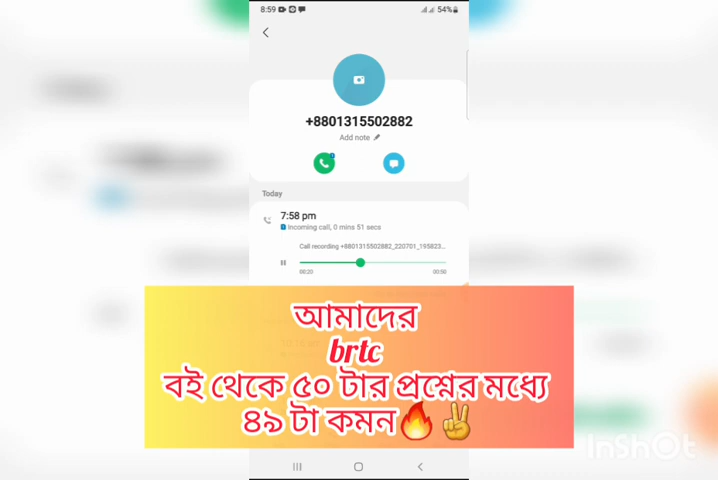 8:59
54%
+8801315502882
Add note
Today
7:58 pm
Incoming call, 0 mins 51 secs
Call recording +8801315502882_220701_195823...
00:20
00:50
আমাদের
brtc
বই থেকে ৫০ টার প্রশ্নের মধ্যে
৪৯ টা কমন🔥✌
InShot